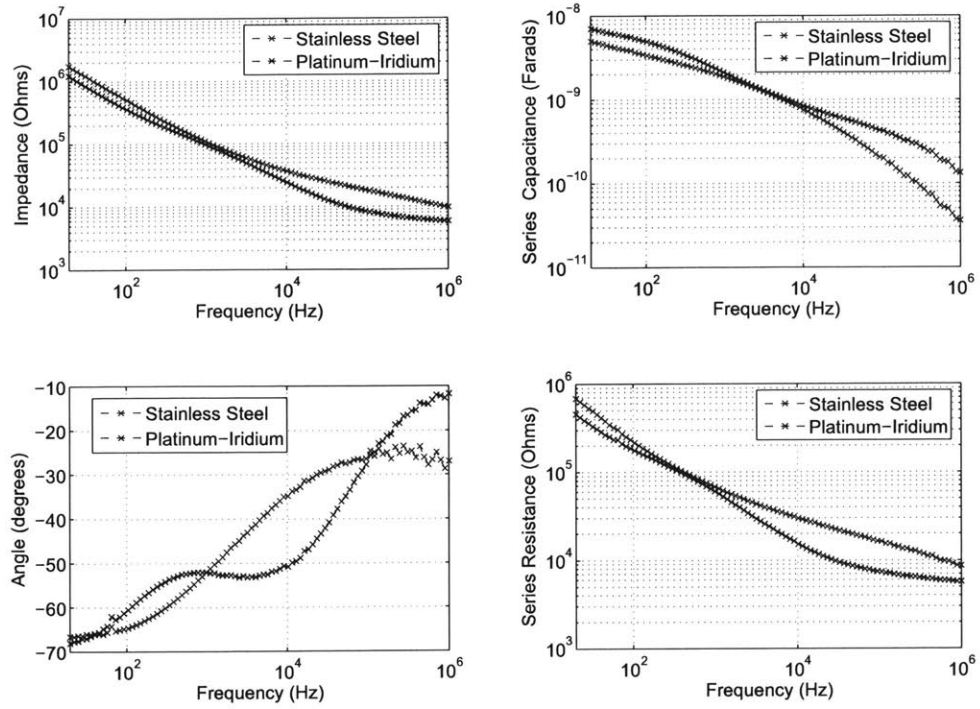 10^7
10^6
10^5
10^4
10^3
Impedance (Ohms)
Stainless Steel
Platinum-Iridium
10^2
10^4
10^6
Frequency (Hz)
10^-8
10^-9
10^-10
10^-11
Series Capacitance (Farads)
Stainless Steel
Platinum-Iridium
10^2
10^4
10^6
Frequency (Hz)
-10
-20
-30
-40
-50
-60
-70
Angle (degrees)
Stainless Steel
Platinum-Iridium
10^2
10^4
10^6
Frequency (Hz)
10^6
10^5
10^4
10^3
Series Resistance (Ohms)
Stainless Steel
Platinum-Iridium
10^2
10^4
10^6
Frequency (Hz)